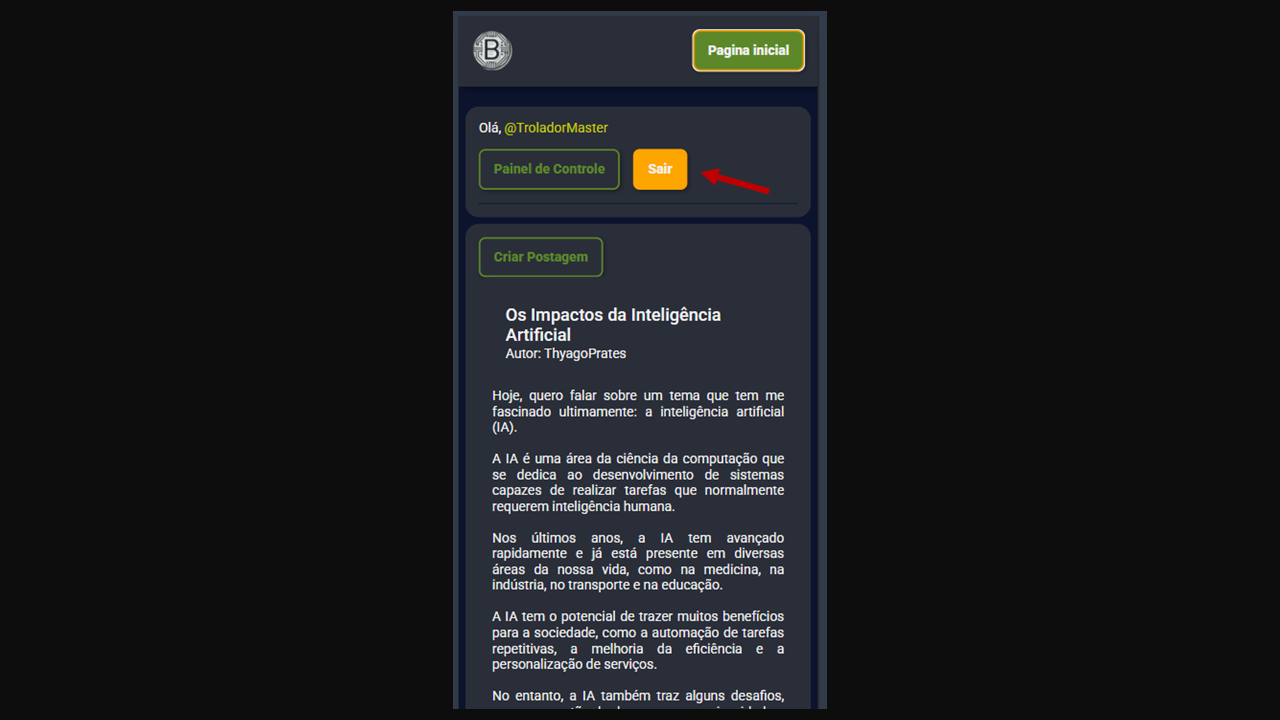 B
Pagina inicial
Olá, @TroladorMaster
Painel de Controle
Sair
Criar Postagem
Os Impactos da Inteligência
Artificial
Autor: ThyagoPrates
Hoje, quero falar sobre um tema que tem me
fascinado ultimamente: a inteligência artificial
(IA).
A IA é uma área da ciência da computação que
se dedica ao desenvolvimento de sistemas
capazes de realizar tarefas que normalmente
requerem inteligência humana.
Nos últimos anos, a IA tem avançado
rapidamente e já está presente em diversas
áreas da nossa vida, como na medicina, na
indústria, no transporte e na educação.
A IA tem o potencial de trazer muitos benefícios
para a sociedade, como a automação de tarefas
repetitivas, a melhoria da eficiência e a
personalização de serviços.
No entanto, a IA também traz alguns desafios,